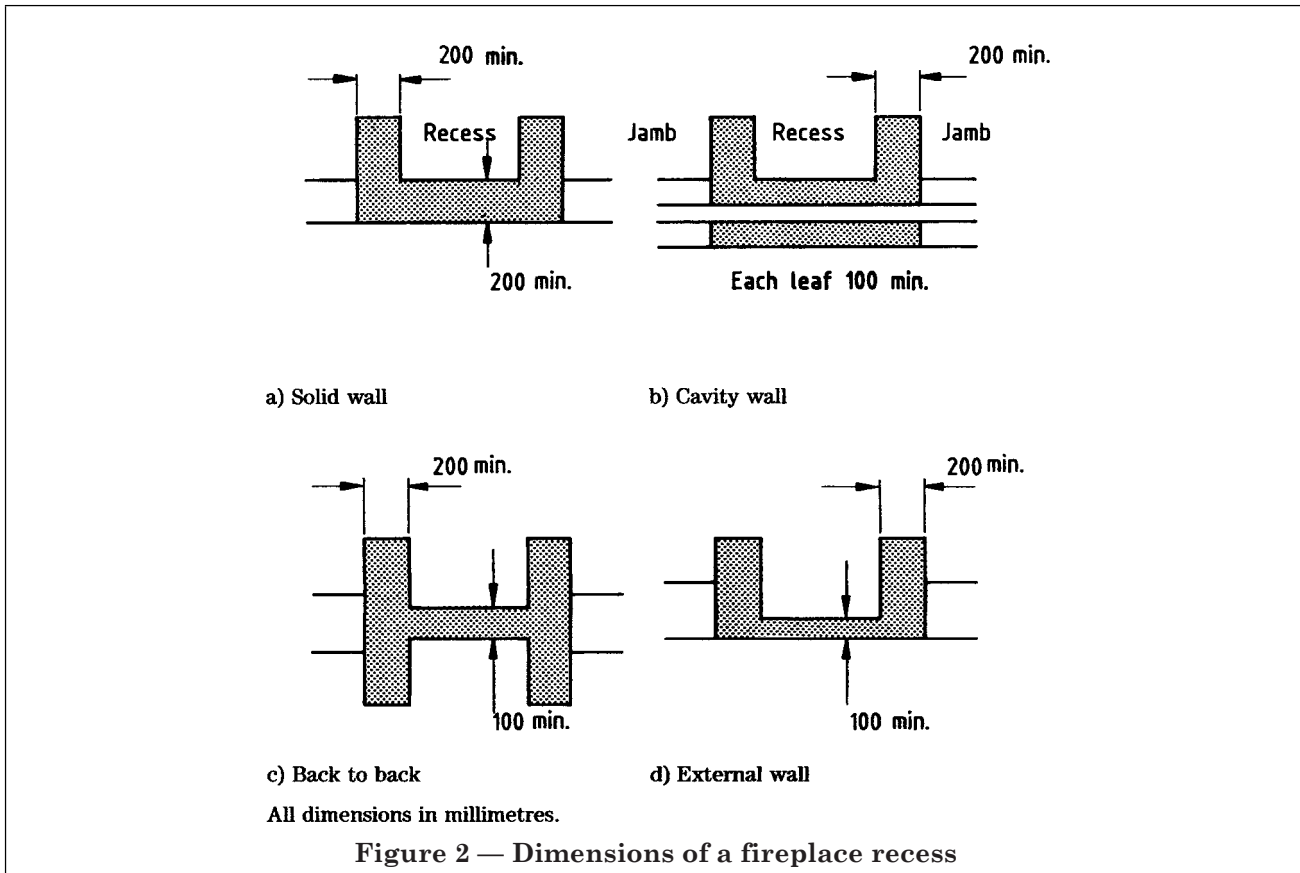 200 min.
200 min.
Recess
Jamb
Recess
Jamb
200 min.
Each leaf 100 min.
a) Solid wall
b) Cavity wall
200 min.
200 min.
100 min.
100 min.
c) Back to back
d) External wall
All dimensions in millimetres.
Figure 2 — Dimensions of a fireplace recess